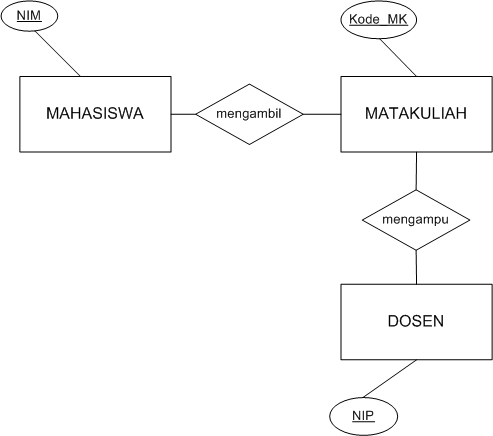 NIM
Kode_MK
MAHASISWA
mengambil
MATAKULIAH
mengampu
DOSEN
NIP